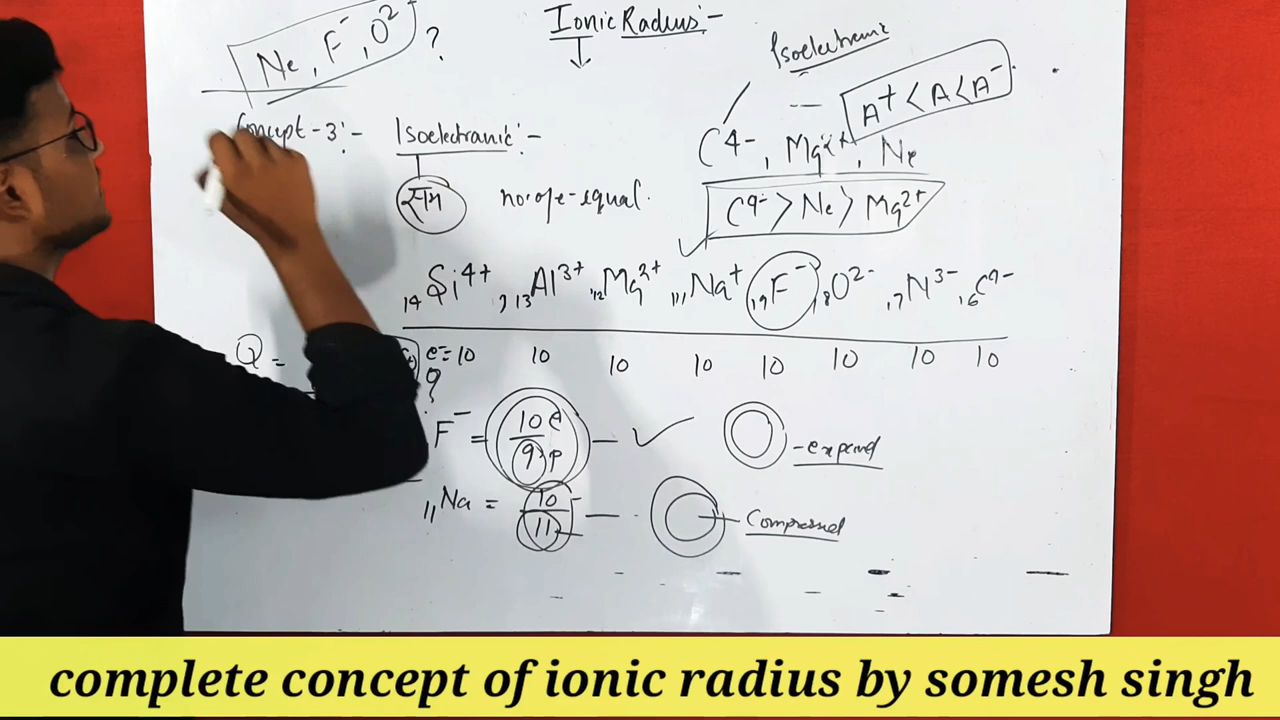 Ne, F⁻, O²⁻ ?
Ionic Radius:-
Isoelectronic
A⁺ < A < A⁻
Concept-3:- Isoelectronic:-
C⁴⁻, Mg²⁺, Ne
सम no. of e- equal.
C⁴⁻ > Ne > Mg²⁺
₁₄Si⁴⁺, ₁₃Al³⁺, ₁₂Mg²⁺, ₁₁Na⁺, ₉F⁻, ₈O²⁻, ₇N³⁻, ₆C⁴⁻
Q = e⁻= 10 10 10 10 10 10 10 10
?
F⁻ = 10e/9p — ✓ - expend
₁₁Na = 10/11 — Compressed
complete concept of ionic radius by somesh singh